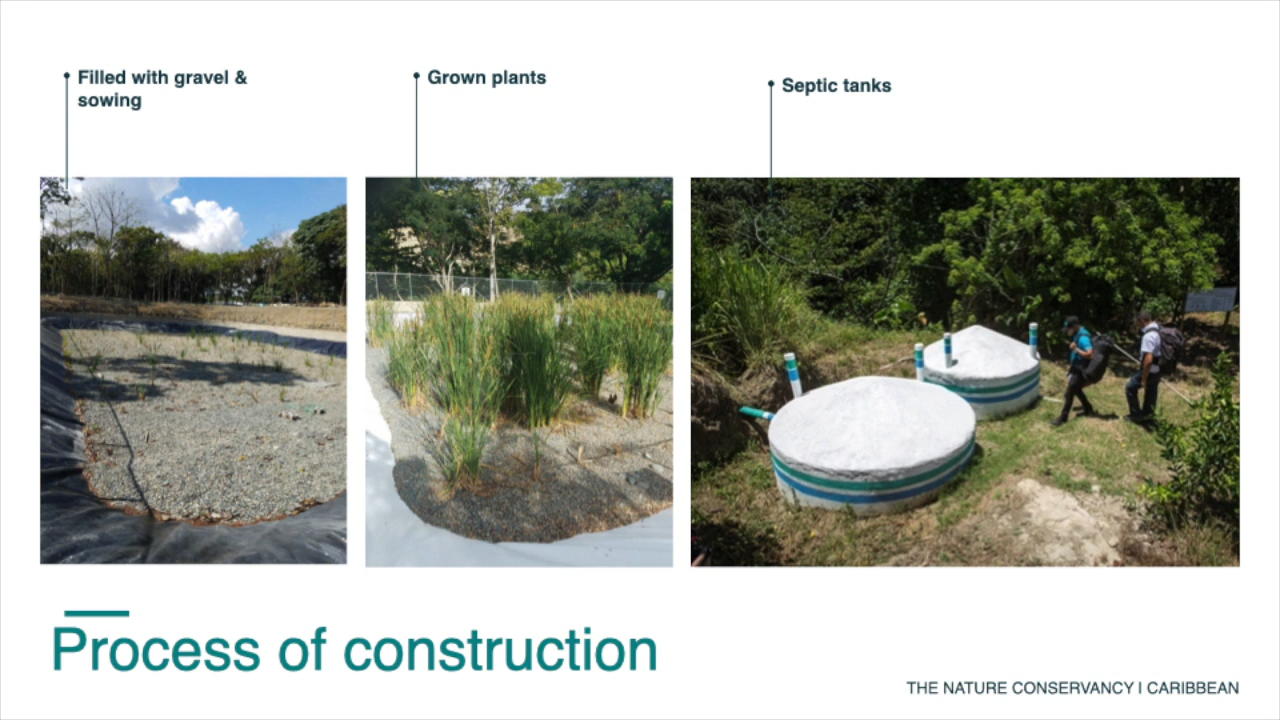 Filled with gravel &
sowing
Grown plants
Septic tanks
Process of construction
THE NATURE CONSERVANCY I CARIBBEAN